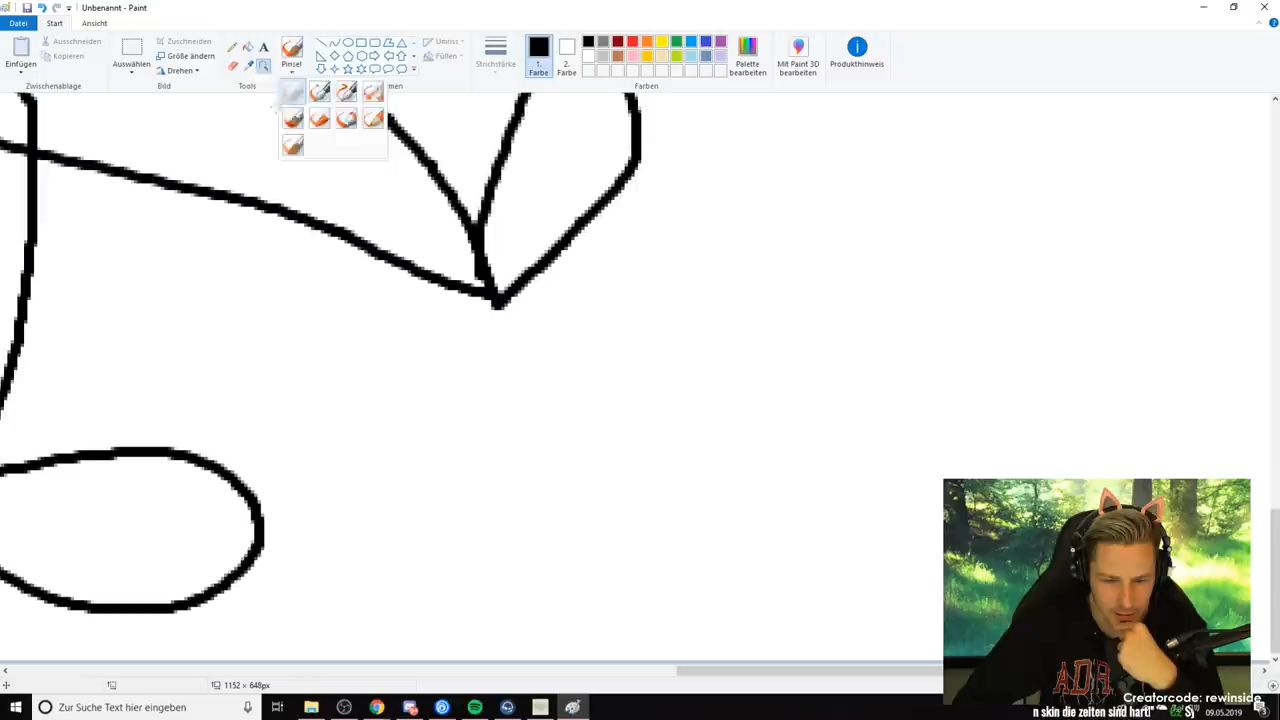 Unbenannt - Paint
Datei Start Ansicht
Einfügen
Ausschneiden
Kopieren
Zwischenablage
Auswählen
Zuschneiden
Größe ändern
Drehen
Bild
A
Tools
Pinsel
men
Umriss
Füllen
Strichstärke
1.
Farbe
2.
Farbe
Farben
Palette
bearbeiten
Mit Paint 3D
bearbeiten
Produkthinweis
ADR
Creatorcode: rewinside
n skin die zeiten sind hart!"
1152 × 648px
Zur Suche Text hier eingeben
09.05.2019